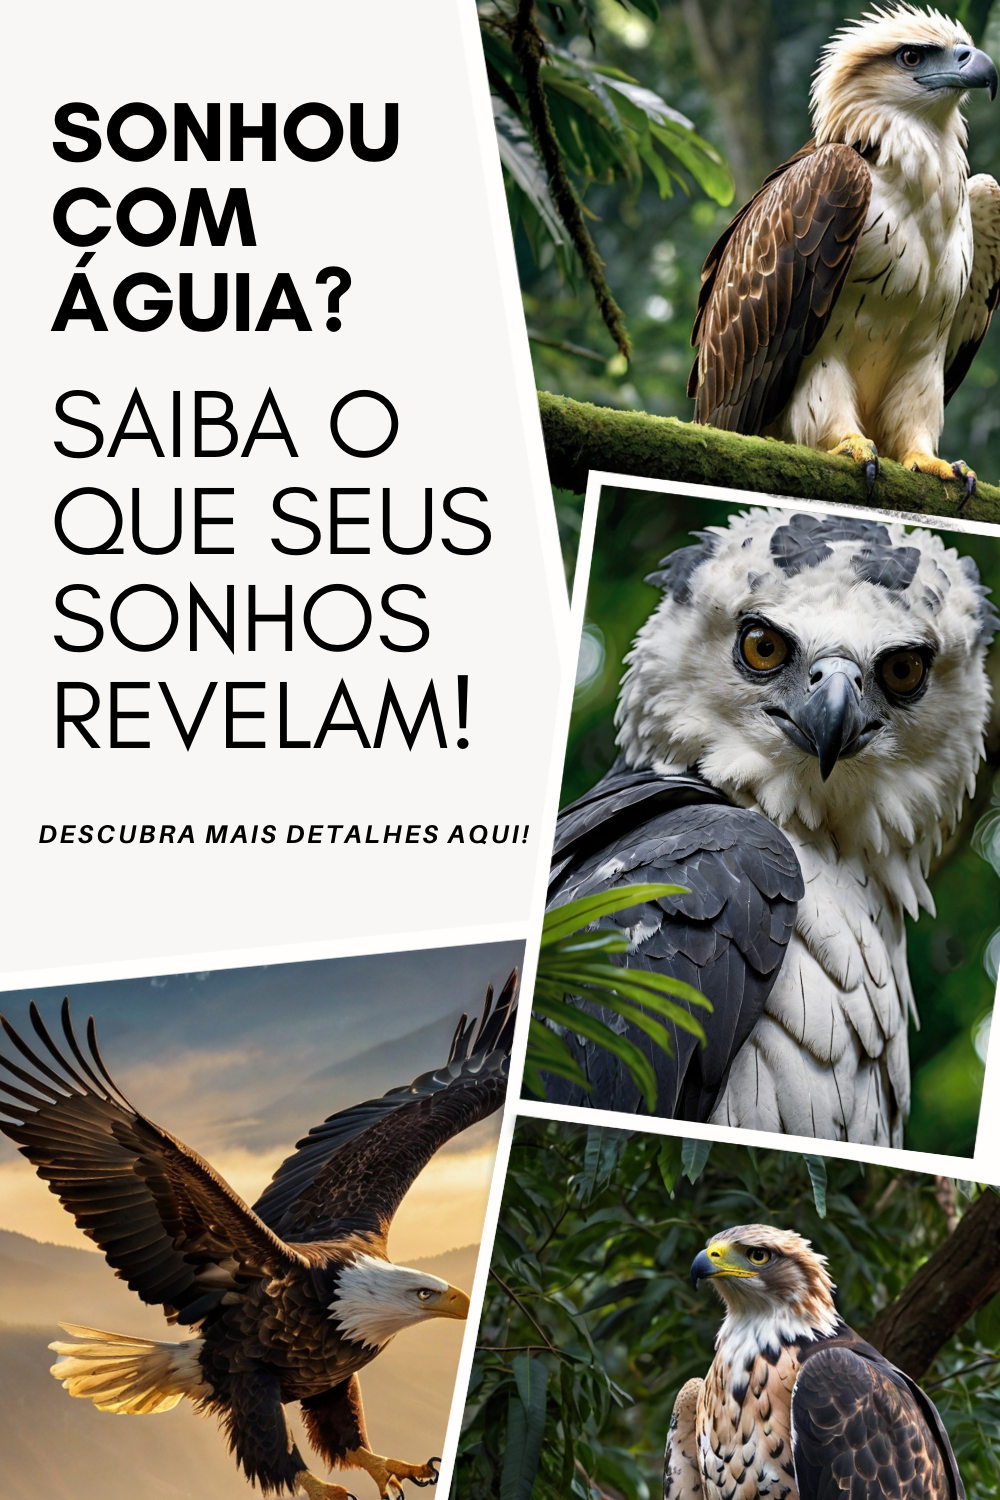 SONHOU
COM
ÁGUIA?
SAIBA O
QUE SEUS
SONHOS
REVELAM!
DESCUBRA MAIS DETALHES AQUI!